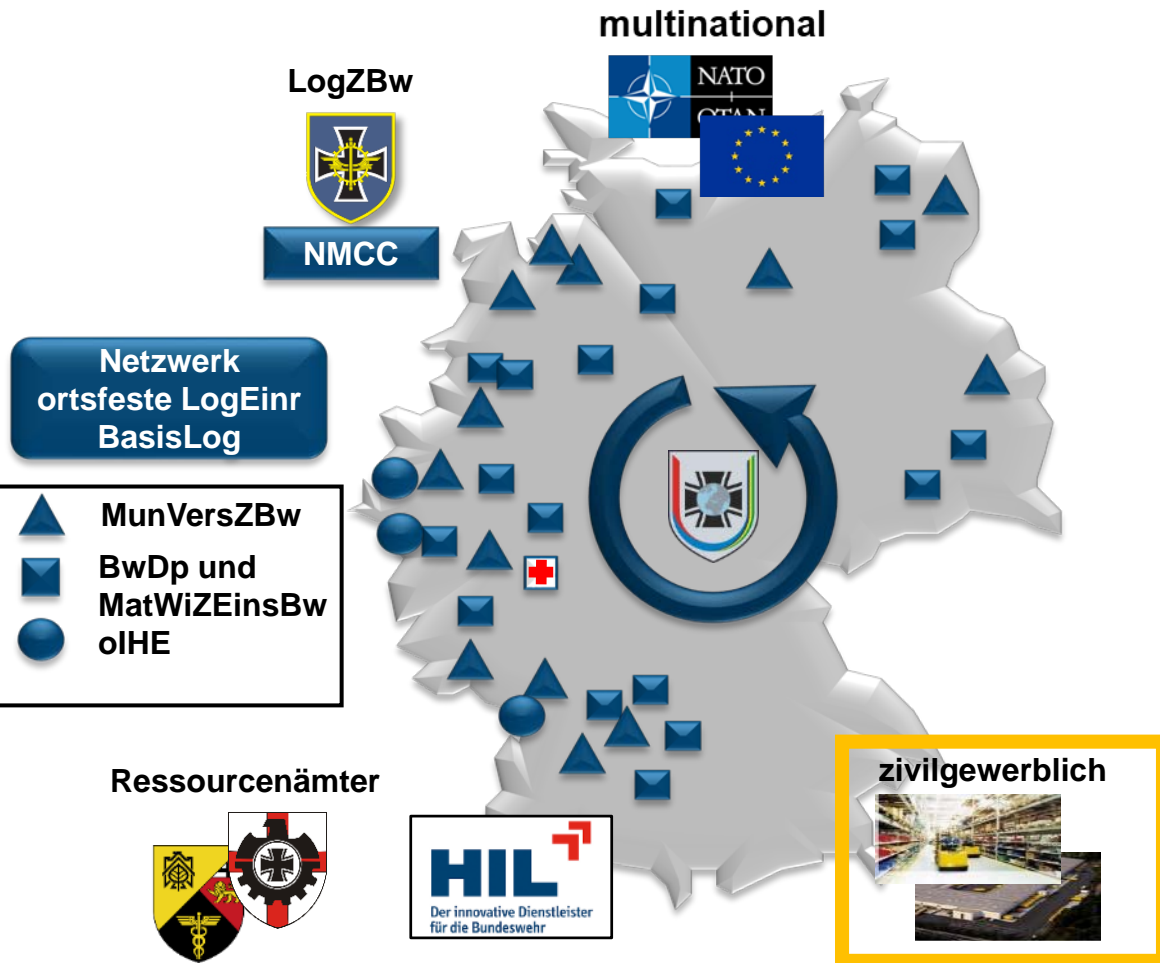 multinational
LogZBw
NATO
OTAN
NMCC
Netzwerk
ortsfeste LogEinr
BasisLog
MunVersZBw
BwDp und
MatWiZEinsBw
oIHE
Ressourcenämter
HIL
Der innovative Dienstleister
für die Bundeswehr
zivilgewerblich